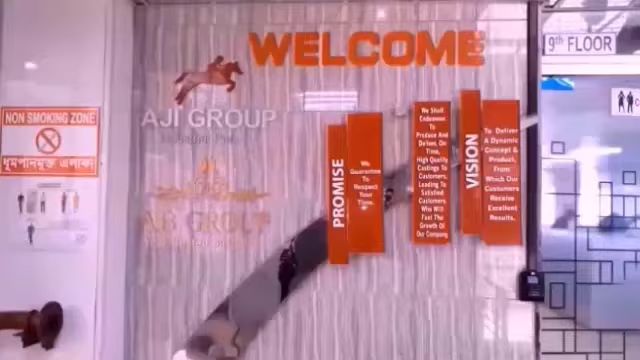 WELCOME
9th FLOOR
NON SMOKING ZONE
ধূমপানমুক্ত এলাকা
AJI GROUP
PROMISE
We
Guarantee
To
Respect
Your
Time.
We Shall
Endeavor
To
Produce And
Deliver, On
Time,
High Quality
Castings To
Customers,
Leading To
Satisfied
Customers
Who Will
Fuel The
Growth Of
Our Company
VISION
To Deliver
A Dynamic
Concept &
Product,
From
Which Our
Customers
Receive
Excellent
Results.
GROUP